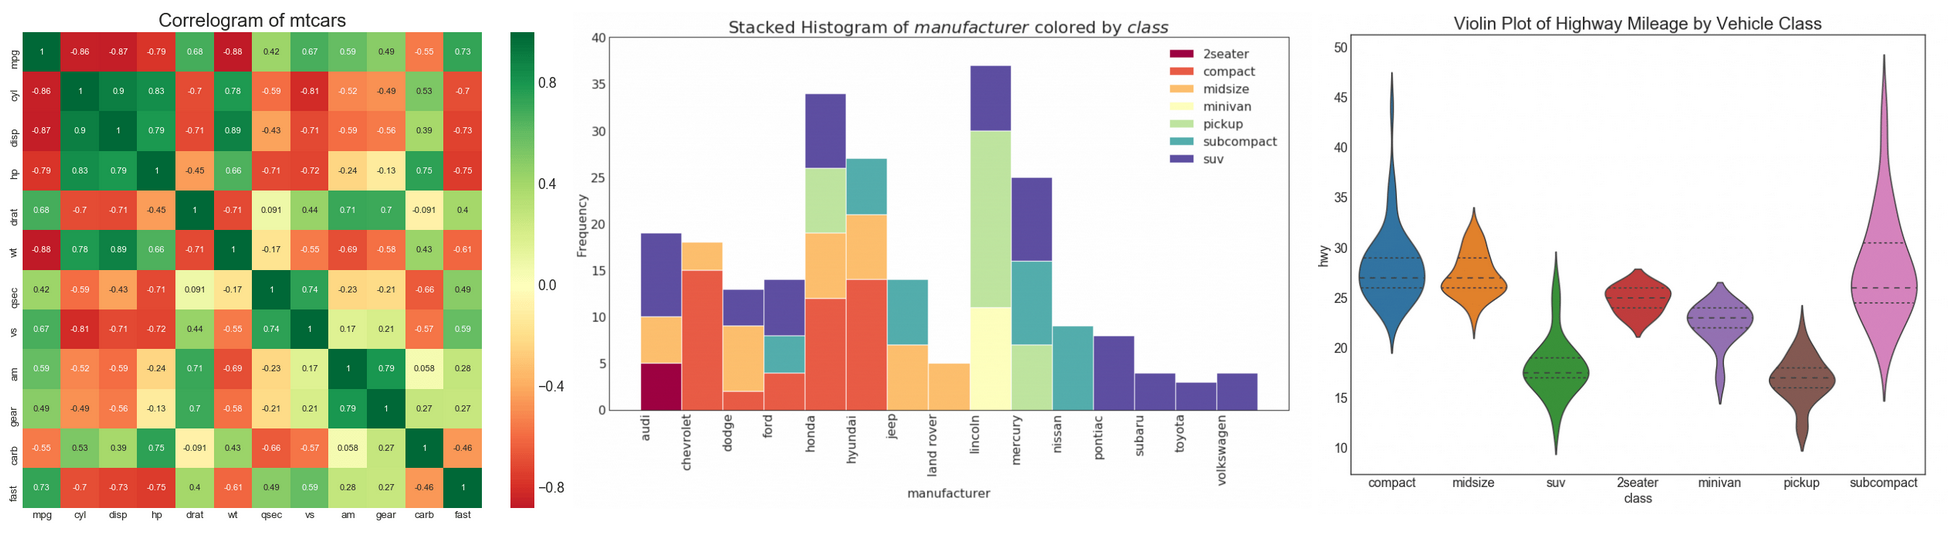 Correlogram of mtcars
mpg 1 -0.86 -0.87 -0.79 0.68 -0.88 0.42 0.67 0.59 0.49 -0.55 0.73
cyl -0.86 1 0.9 0.83 -0.7 0.78 -0.59 -0.81 -0.52 -0.49 0.53 -0.7
disp -0.87 0.9 1 0.79 -0.71 0.89 -0.43 -0.71 -0.59 -0.56 0.39 -0.73
hp -0.79 0.83 0.79 1 -0.45 0.66 -0.71 -0.72 -0.24 -0.13 0.75 -0.75
drat 0.68 -0.7 -0.71 -0.45 1 -0.71 0.091 0.44 0.71 0.7 -0.091 0.4
wt -0.88 0.78 0.89 0.66 -0.71 1 -0.17 -0.55 -0.69 -0.58 0.43 -0.61
qsec 0.42 -0.59 -0.43 -0.71 0.091 -0.17 1 0.74 -0.23 -0.21 -0.66 0.49
vs 0.67 -0.81 -0.71 -0.72 0.44 -0.55 0.74 1 0.17 0.21 -0.57 0.59
am 0.59 -0.52 -0.59 -0.24 0.71 -0.69 -0.23 0.17 1 0.79 0.058 0.28
gear 0.49 -0.49 -0.56 -0.13 0.7 -0.58 -0.21 0.21 0.79 1 0.27 0.27
carb -0.55 0.53 0.39 0.75 -0.091 0.43 -0.66 -0.57 0.058 0.27 1 -0.46
fast 0.73 -0.7 -0.73 -0.75 0.4 -0.61 0.49 0.59 0.28 0.27 -0.46 1
mpg cyl disp hp drat wt qsec vs am gear carb fast
0.8
0.4
0.0
−0.4
−0.8
Stacked Histogram of manufacturer colored by class
40
35
30
25
20
15
10
5
0
Frequency
2seater
compact
midsize
minivan
pickup
subcompact
suv
audi chevrolet dodge ford honda hyundai jeep land rover lincoln mercury nissan pontiac subaru toyota volkswagen
manufacturer
Violin Plot of Highway Mileage by Vehicle Class
50
45
40
35
30
25
20
15
10
hwy
compact midsize suv 2seater minivan pickup subcompact
class